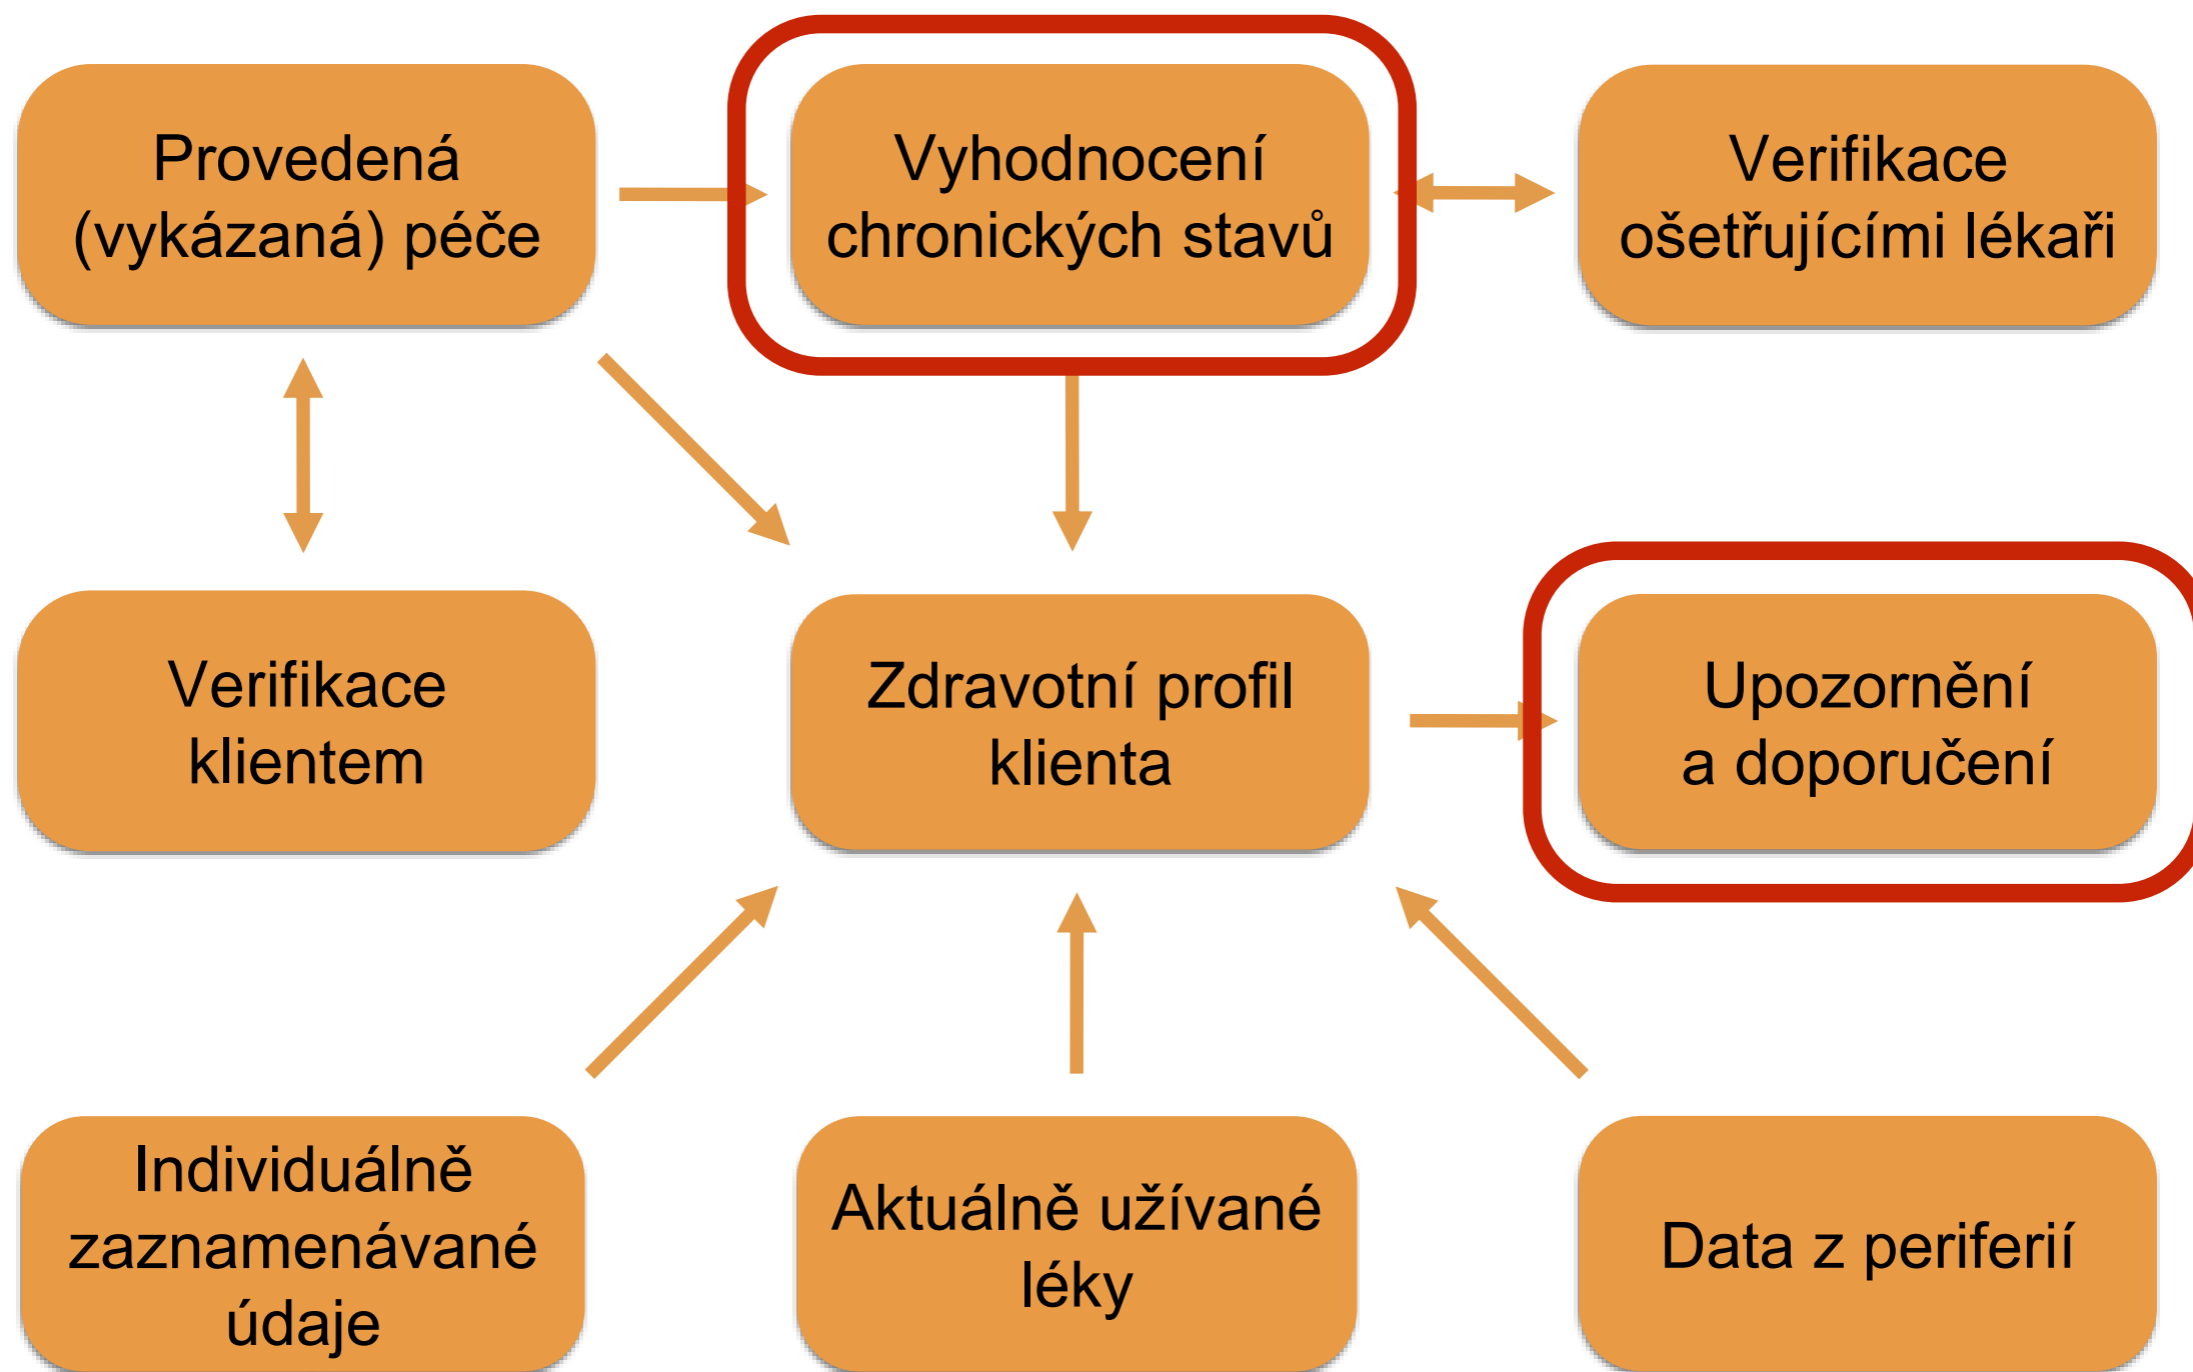 Provedená
(vykázaná) péče
Vyhodnocení
chronických stavů
Verifikace
ošetřujícími lékaři
Verifikace
klientem
Zdravotní profil
klienta
Upozornění
a doporučení
Individuálně
zaznamenávané
údaje
Aktuálně užívané
léky
Data z periferií